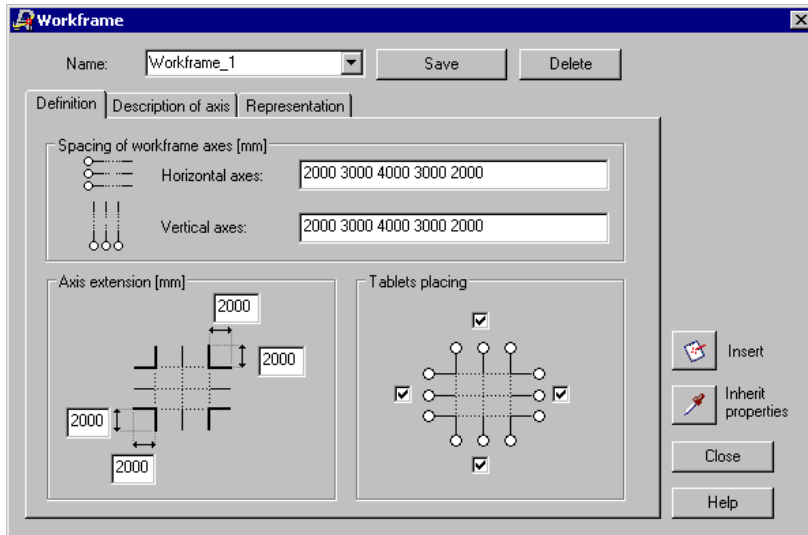 Workframe
Name: Workframe_1 Save Delete
Definition Description of axis Representation
Spacing of workframe axes [mm]
Horizontal axes: 2000 3000 4000 3000 2000
Vertical axes: 2000 3000 4000 3000 2000
Axis extension [mm]
2000
2000
2000
2000
Tablets placing
Insert
Inherit
properties
Close
Help